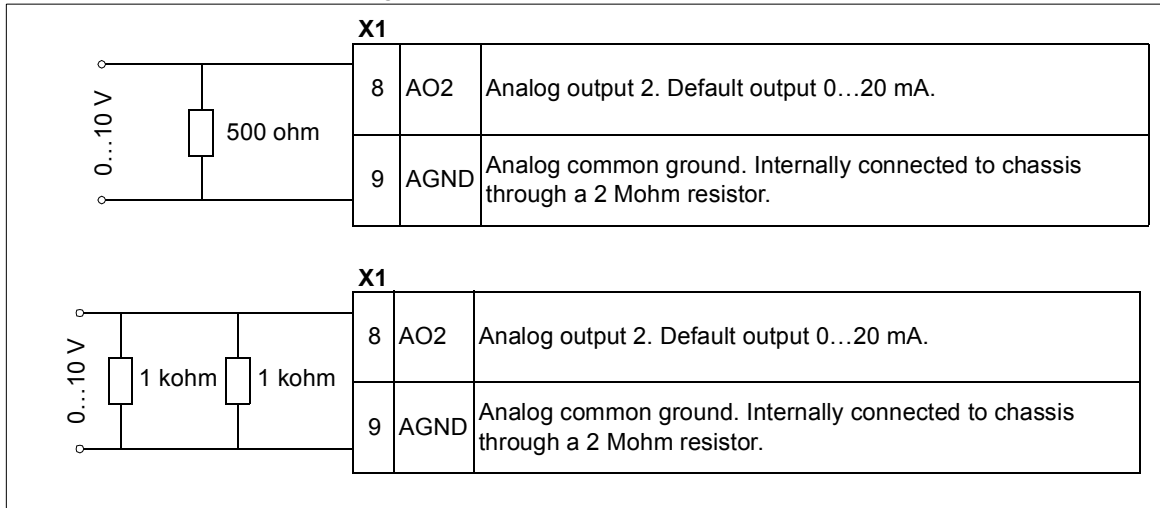 X1
0…10 V
500 ohm
8 AO2 Analog output 2. Default output 0…20 mA.
9 AGND Analog common ground. Internally connected to chassis
through a 2 Mohm resistor.
X1
0…10 V
1 kohm 1 kohm
8 AO2 Analog output 2. Default output 0…20 mA.
9 AGND Analog common ground. Internally connected to chassis
through a 2 Mohm resistor.